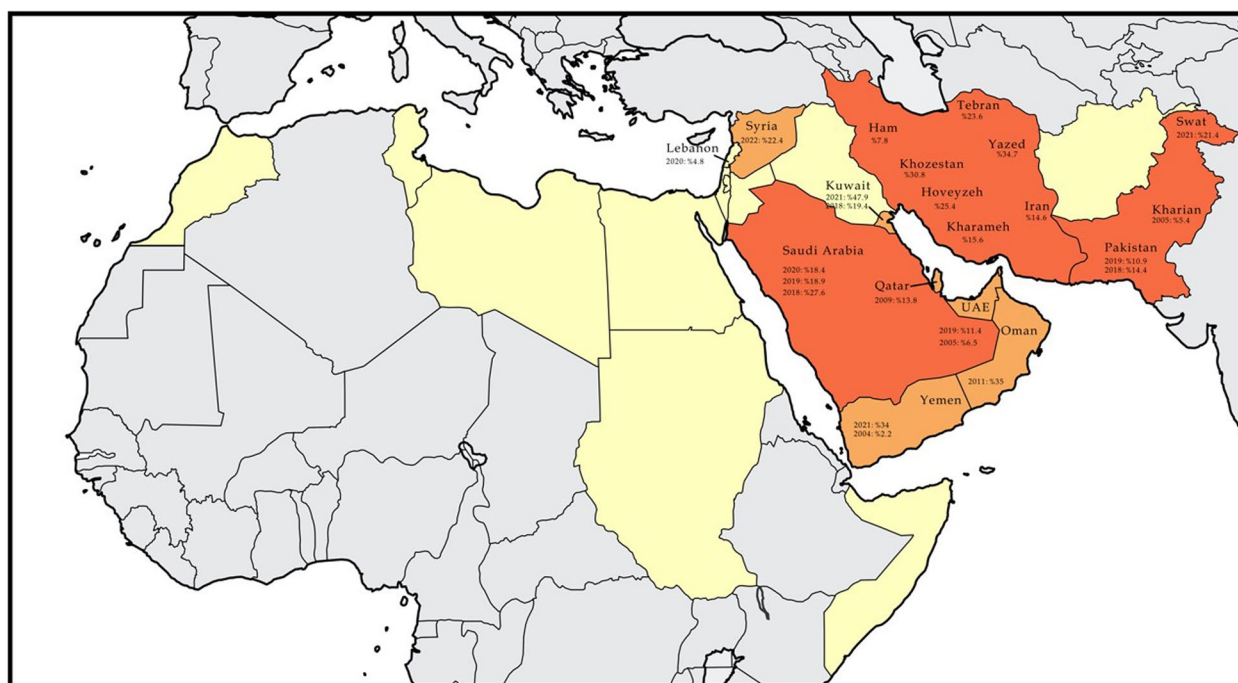 Syria
2022: %22.4
Lebanon
2020: %4.8
Kuwait
2021: %47.9
2018: %19.4
Saudi Arabia
2020: %18.4
2019: %18.9
2018: %27.6
Qatar
2009: %13.8
UAE
2019: %11.4
2005: %6.5
Oman
2011: %35
Yemen
2021: %34
2004: %2.2
Tebran
%23.6
Ham
%7.8
Yazed
%34.7
Khozestan
%30.8
Hoveyzeh
%25.4
Iran
%14.6
Kharameh
%15.6
Swat
2021: %21.4
Kharian
2005: %5.4
Pakistan
2019: %10.9
2018: %14.4